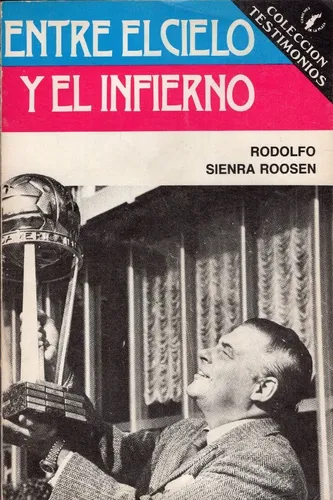 ENTRE EL CIELO
Y EL INFIERNO
COLECCION
TESTIMONIOS
RODOLFO
SIENRA ROOSEN